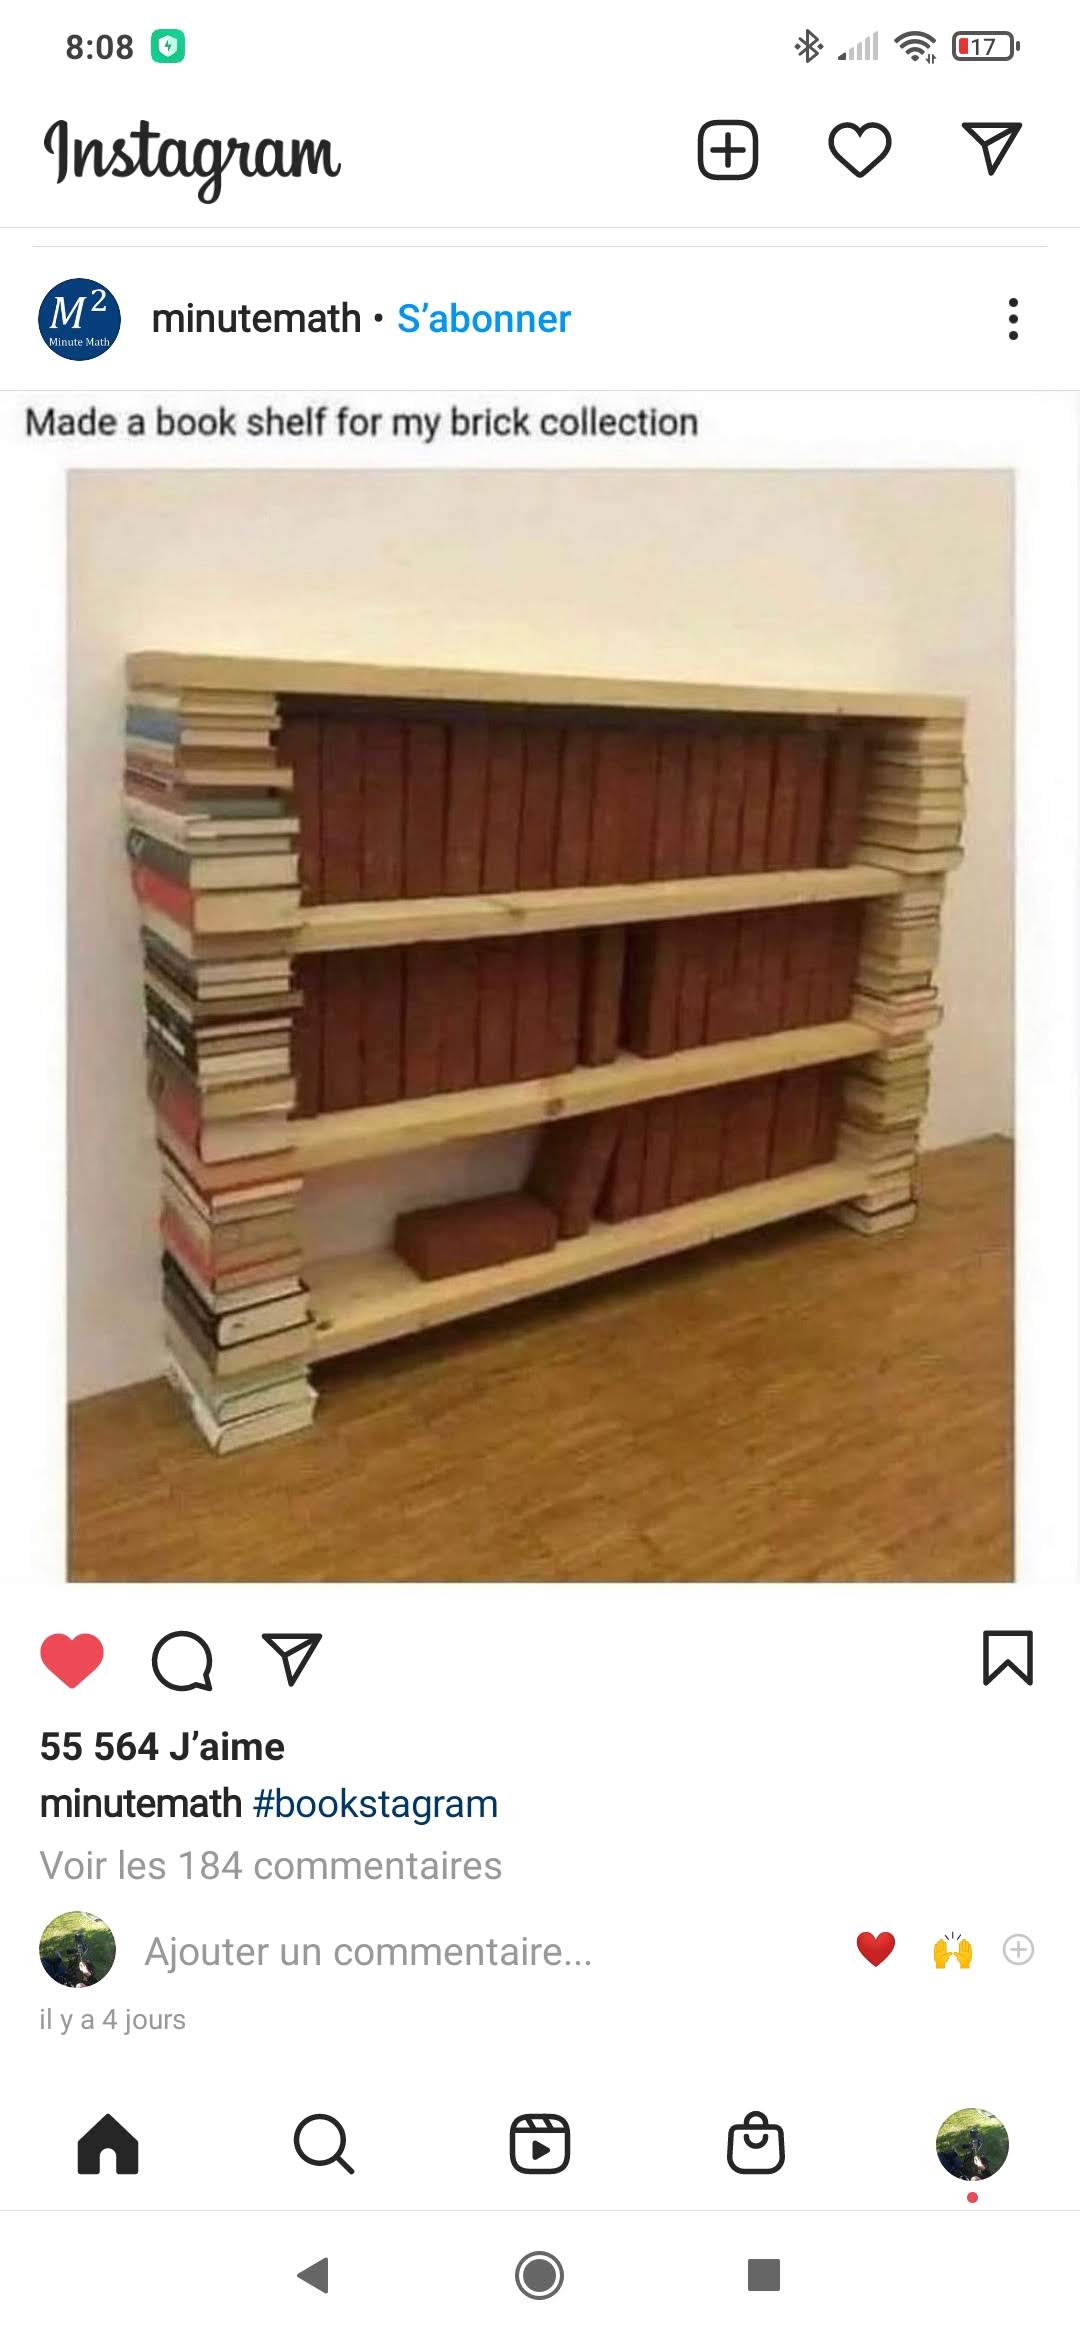 8:08
17
Instagram
M²
Minute Math
minutemath • S’abonner
Made a book shelf for my brick collection
55 564 J’aime
minutemath #bookstagram
Voir les 184 commentaires
Ajouter un commentaire...
il y a 4 jours